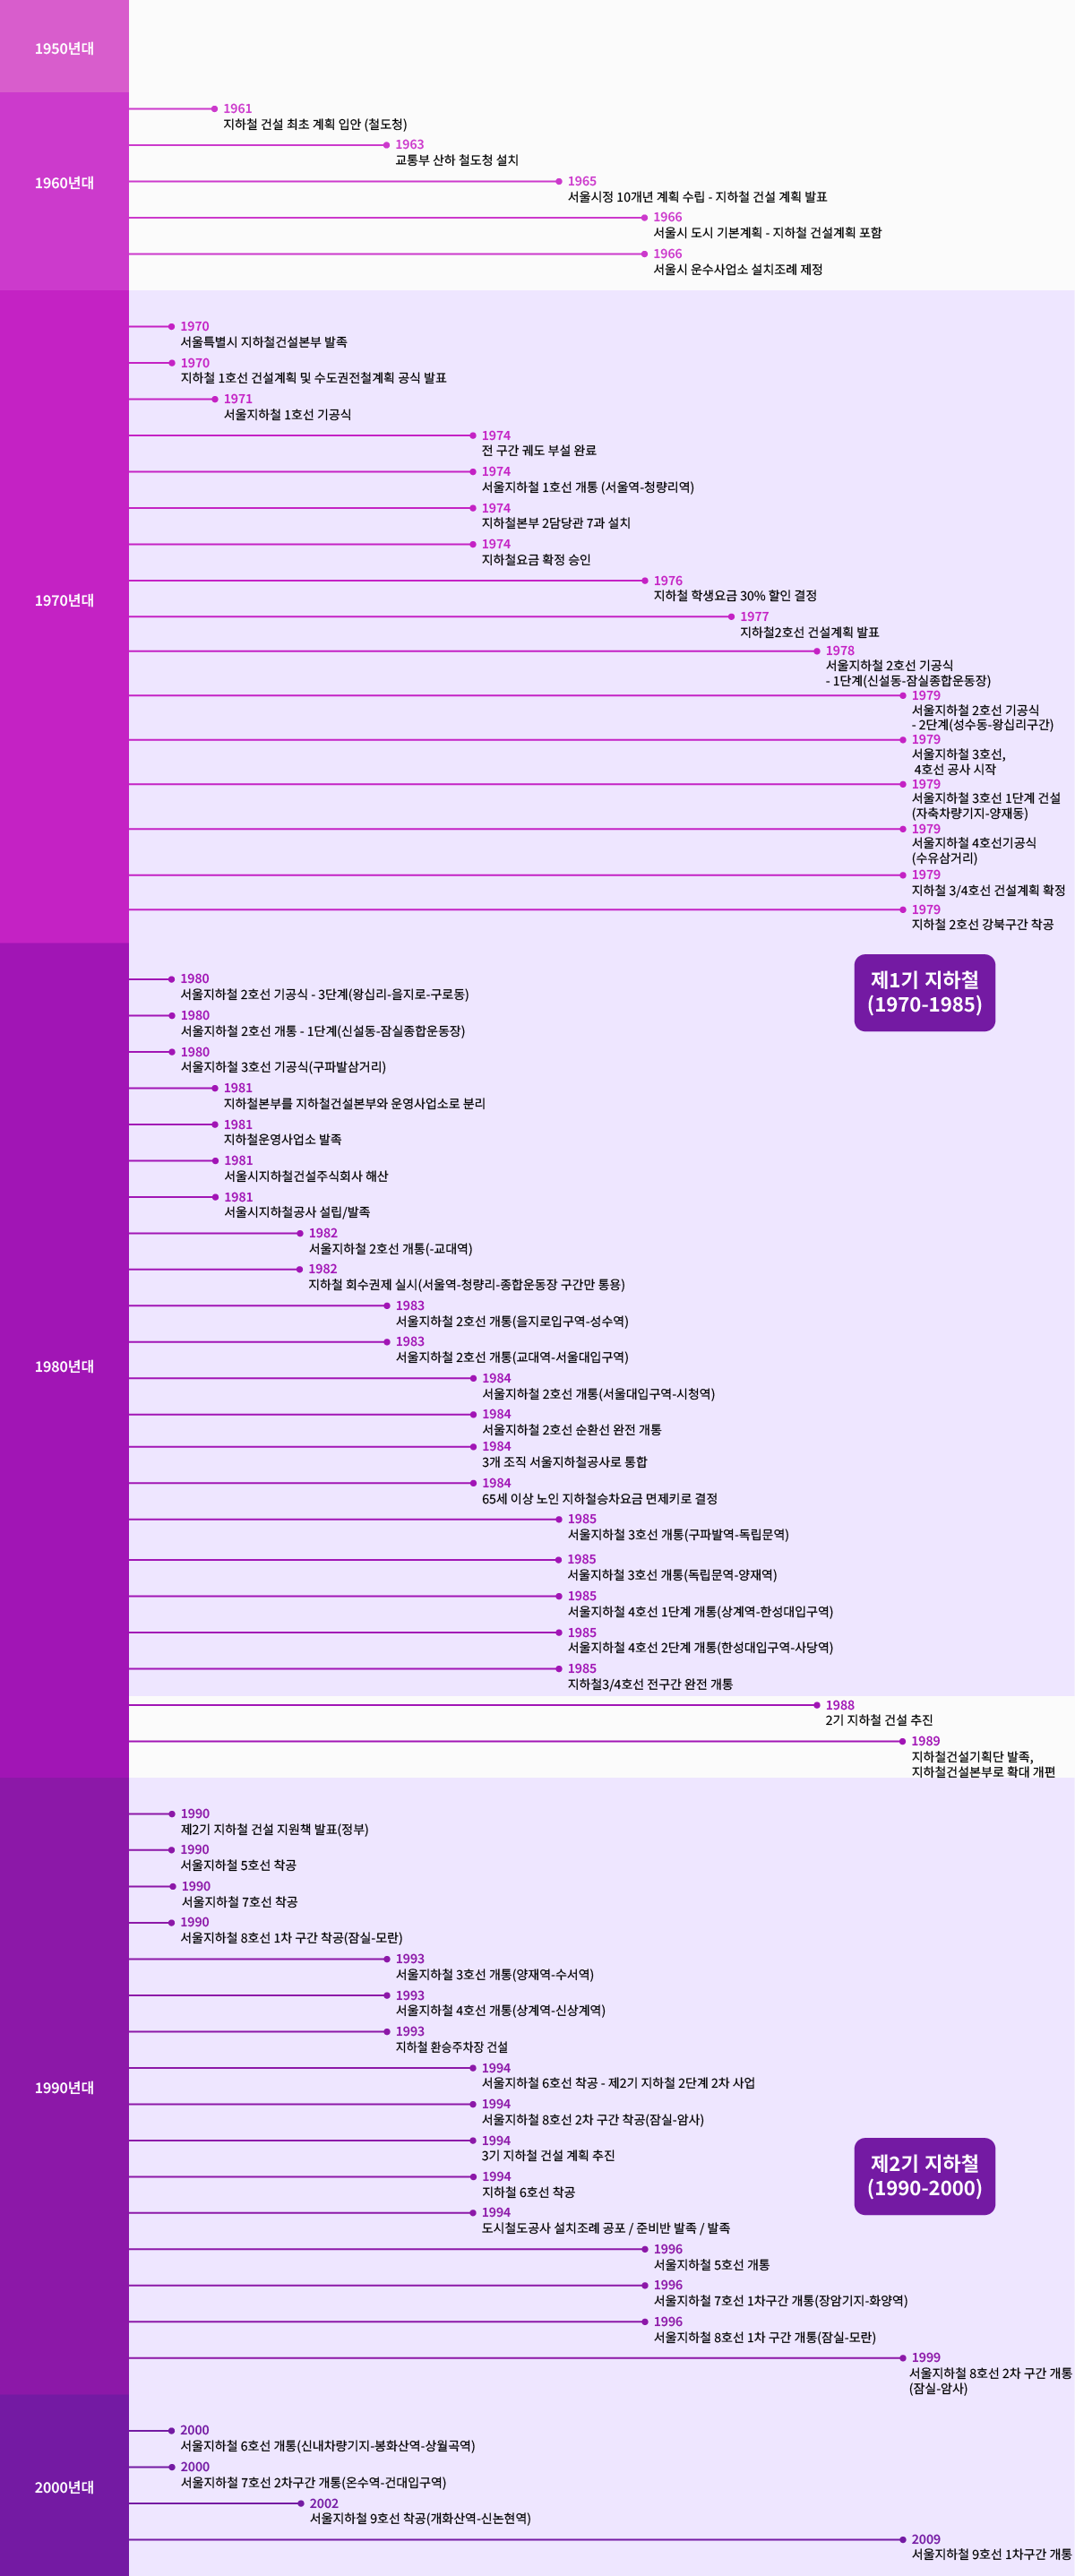 1950년대
1960년대
1961
지하철 건설 최초 계획 입안 (철도청)
1963
교통부 산하 철도청 설치
1965
서울시정 10개년 계획 수립 - 지하철 건설 계획 발표
1966
서울시 도시 기본계획 - 지하철 건설계획 포함
1966
서울시 운수사업소 설치조례 제정
1970년대
1970
서울특별시 지하철건설본부 발족
1970
지하철 1호선 건설계획 및 수도권전철계획 공식 발표
1971
서울지하철 1호선 기공식
1974
전 구간 궤도 부설 완료
1974
서울지하철 1호선 개통 (서울역-청량리역)
1974
지하철본부 2담당관 7과 설치
1974
지하철요금 확정 승인
1976
지하철 학생요금 30% 할인 결정
1977
지하철2호선 건설계획 발표
1978
서울지하철 2호선 기공식
- 1단계(신설동-잠실종합운동장)
1979
서울지하철 2호선 기공식
- 2단계(성수동-왕십리구간)
1979
서울지하철 3호선,
4호선 공사 시작
1979
서울지하철 3호선 1단계 건설
(자축차량기지-양재동)
1979
서울지하철 4호선기공식
(수유삼거리)
1979
지하철 3/4호선 건설계획 확정
1979
지하철 2호선 강북구간 착공
제1기 지하철
(1970-1985)
1980년대
1980
서울지하철 2호선 기공식 - 3단계(왕십리-을지로-구로동)
1980
서울지하철 2호선 개통 - 1단계(신설동-잠실종합운동장)
1980
서울지하철 3호선 기공식(구파발삼거리)
1981
지하철본부를 지하철건설본부와 운영사업소로 분리
1981
지하철운영사업소 발족
1981
서울시지하철건설주식회사 해산
1981
서울시지하철공사 설립/발족
1982
서울지하철 2호선 개통(-교대역)
1982
지하철 회수권제 실시(서울역-청량리-종합운동장 구간만 통용)
1983
서울지하철 2호선 개통(을지로입구역-성수역)
1983
서울지하철 2호선 개통(교대역-서울대입구역)
1984
서울지하철 2호선 개통(서울대입구역-시청역)
1984
서울지하철 2호선 순환선 완전 개통
1984
3개 조직 서울지하철공사로 통합
1984
65세 이상 노인 지하철승차요금 면제키로 결정
1985
서울지하철 3호선 개통(구파발역-독립문역)
1985
서울지하철 3호선 개통(독립문역-양재역)
1985
서울지하철 4호선 1단계 개통(상계역-한성대입구역)
1985
서울지하철 4호선 2단계 개통(한성대입구역-사당역)
1985
지하철3/4호선 전구간 완전 개통
1988
2기 지하철 건설 추진
1989
지하철건설기획단 발족,
지하철건설본부로 확대 개편
1990년대
1990
제2기 지하철 건설 지원책 발표(정부)
1990
서울지하철 5호선 착공
1990
서울지하철 7호선 착공
1990
서울지하철 8호선 1차 구간 착공(잠실-모란)
1993
서울지하철 3호선 개통(양재역-수서역)
1993
서울지하철 4호선 개통(상계역-신상계역)
1993
지하철 환승주차장 건설
1994
서울지하철 6호선 착공 - 제2기 지하철 2단계 2차 사업
1994
서울지하철 8호선 2차 구간 착공(잠실-암사)
1994
3기 지하철 건설 계획 추진
1994
지하철 6호선 착공
1994
도시철도공사 설치조례 공포 / 준비반 발족 / 발족
제2기 지하철
(1990-2000)
1996
서울지하철 5호선 개통
1996
서울지하철 7호선 1차구간 개통(장암기지-화양역)
1996
서울지하철 8호선 1차 구간 개통(잠실-모란)
1999
서울지하철 8호선 2차 구간 개통
(잠실-암사)
2000년대
2000
서울지하철 6호선 개통(신내차량기지-봉화산역-상월곡역)
2000
서울지하철 7호선 2차구간 개통(온수역-건대입구역)
2002
서울지하철 9호선 착공(개화산역-신논현역)
2009
서울지하철 9호선 1차구간 개통